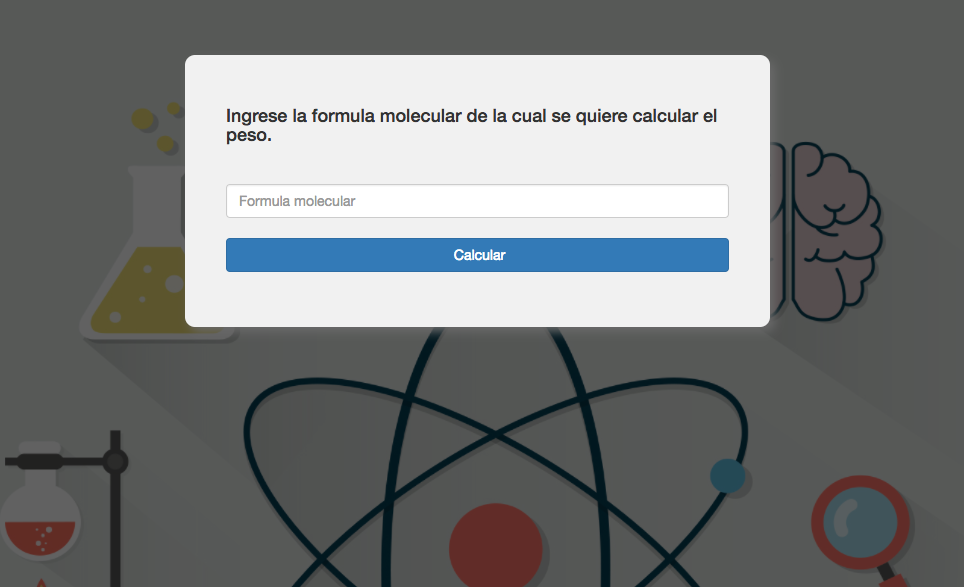 Ingrese la formula molecular de la cual se quiere calcular el
peso.
Formula molecular
Calcular